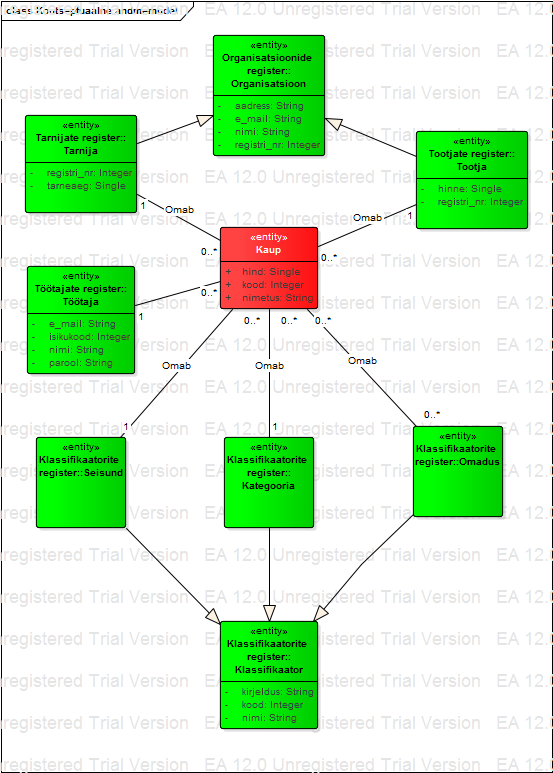 class Kontseptuaalne andmemudel
«entity»
Organisatsioonide
register::
Organisatsioon
- aadress: String
- e_mail: String
- nimi: String
- registri_nr: Integer
«entity»
Tarnijate register::
Tarnija
- registri_nr: Integer
- tarneaeg: Single
«entity»
Tootjate register::
Tootja
- hinne: Single
- registri_nr: Integer
1
Omab
0..*
1
Omab
0..*
«entity»
Kaup
+ hind: Single
+ kood: Integer
+ nimetus: String
«entity»
Töötajate register::
Töötaja
- e_mail: String
- isikukood: Integer
- nimi: String
- parool: String
1
0..*
0..*
0..*
0..*
Omab
Omab
Omab
1
1
0..*
«entity»
Klassifikaatorite
register::Seisund
«entity»
Klassifikaatorite
register::
Kategooria
«entity»
Klassifikaatorite
register::Omadus
«entity»
Klassifikaatorite
register::
Klassifikaator
- kirjeldus: String
- kood: Integer
- nimi: String
EA 12.0 Unregistered Trial Version